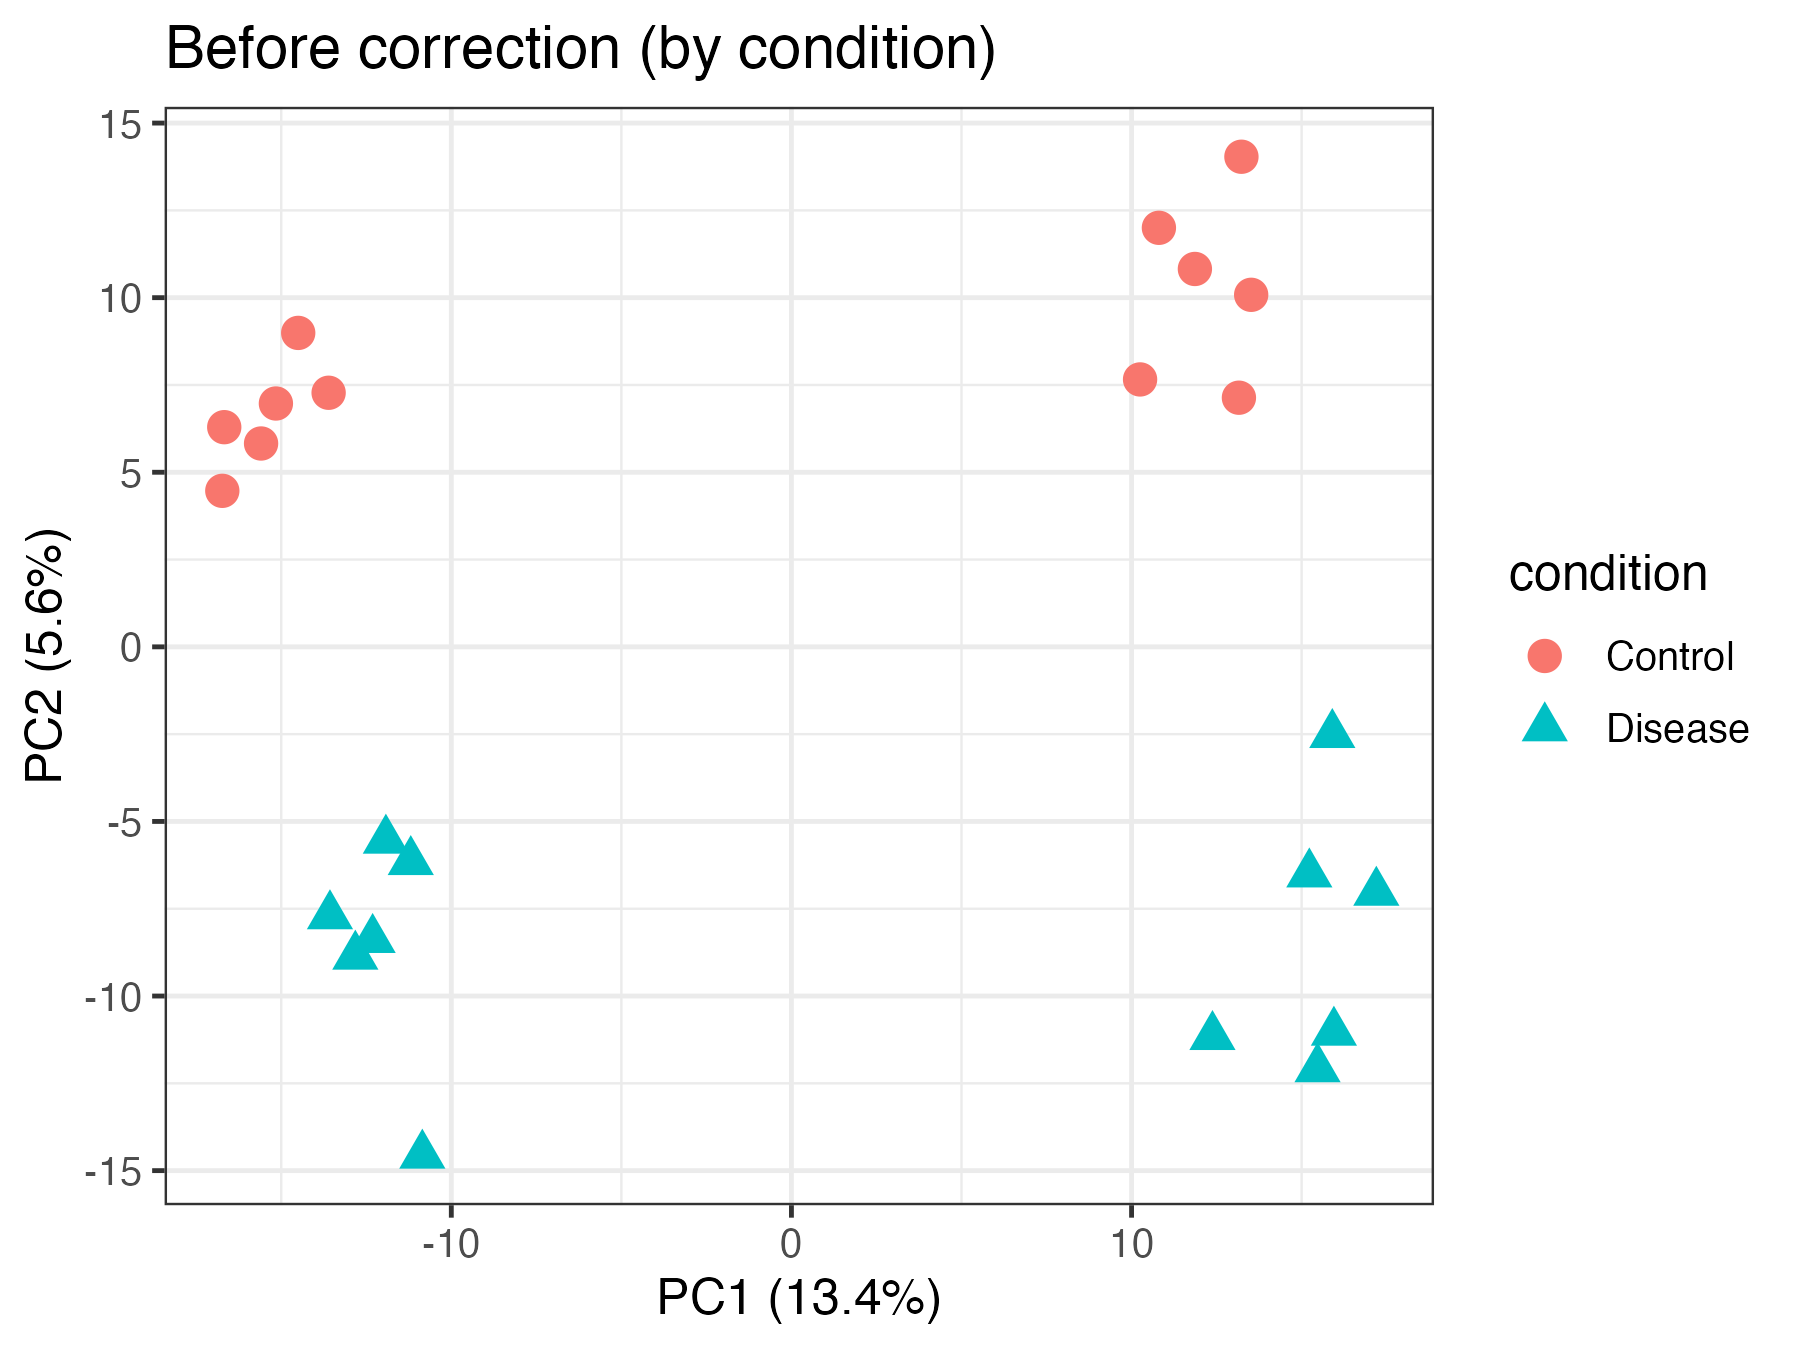 Before correction (by condition)
15
10
5
0
-5
-10
-15
PC2 (5.6%)
-10 0 10
PC1 (13.4%)
condition
Control
Disease